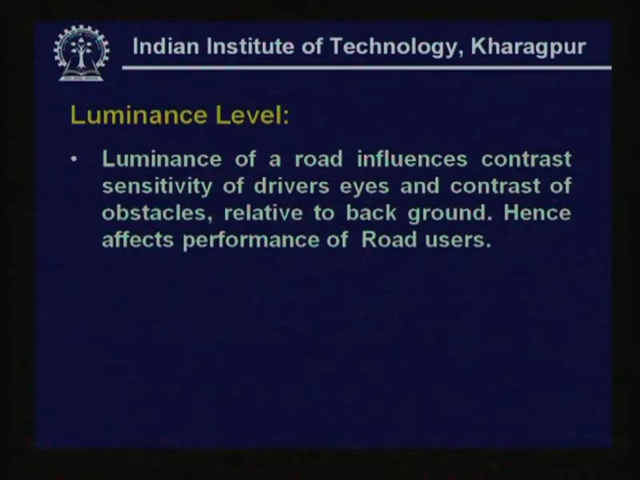 Indian Institute of Technology, Kharagpur
Luminance Level:
• Luminance of a road influences contrast
sensitivity of drivers eyes and contrast of
obstacles, relative to back ground. Hence
affects performance of Road users.